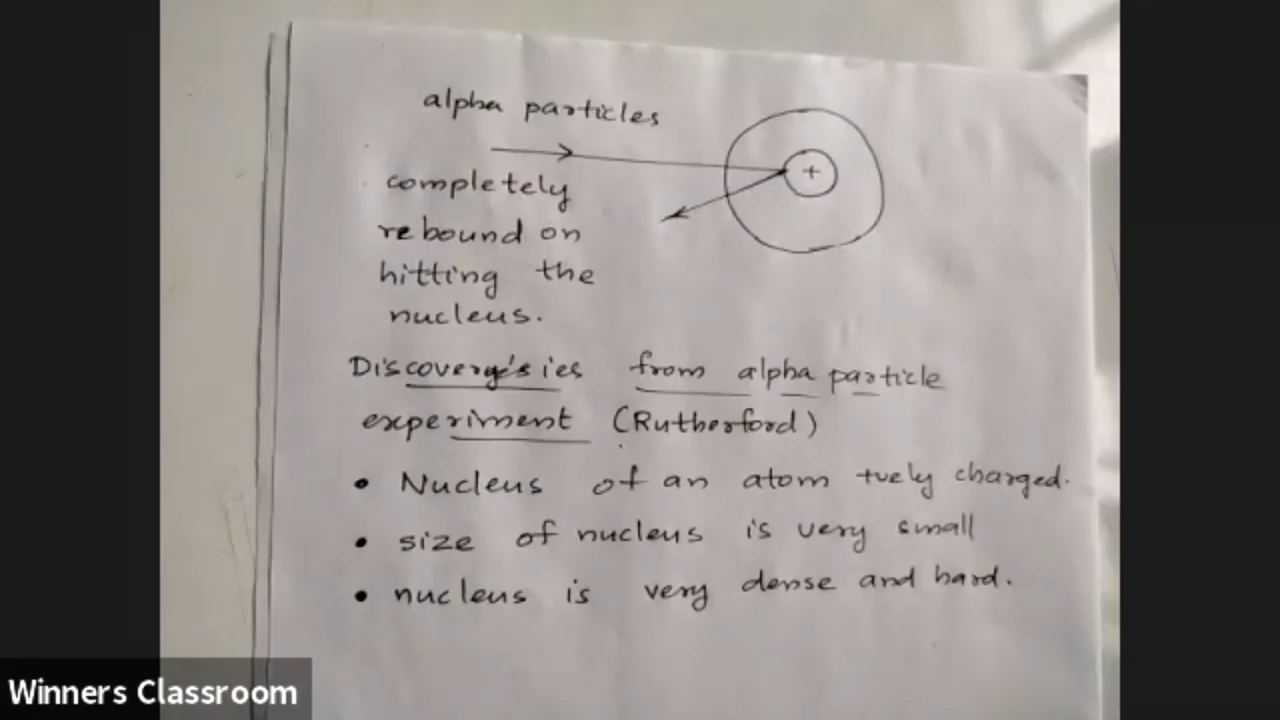 alpha particles
+
completely
rebound on
hitting the
nucleus.
Discoveries from alpha particle
experiment (Rutherford)
• Nucleus of an atom +vely charged.
• size of nucleus is very small
• nucleus is very dense and hard.
Winners Classroom